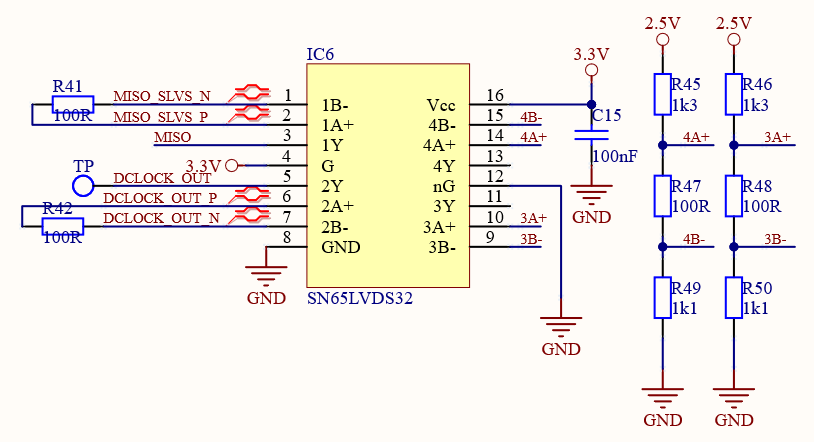 IC6
R41
100R
MISO_SLVS_N
MISO_SLVS_P
MISO
3.3V
TP
DCLOCK_OUT
DCLOCK_OUT_P
R42
100R
DCLOCK_OUT_N
GND
1 1B-
2 1A+
3 1Y
4 G
5 2Y
6 2A+
7 2B-
8 GND
Vcc 16
4B- 15 4B-
4A+ 14 4A+
4Y 13
nG 12
3Y 11
3A+ 10 3A+
3B- 9 3B-
SN65LVDS32
3.3V
C15
100nF
GND
GND
2.5V 2.5V
R45 R46
1k3 1k3
4A+ 3A+
R47 R48
100R 100R
4B- 3B-
R49 R50
1k1 1k1
GND GND